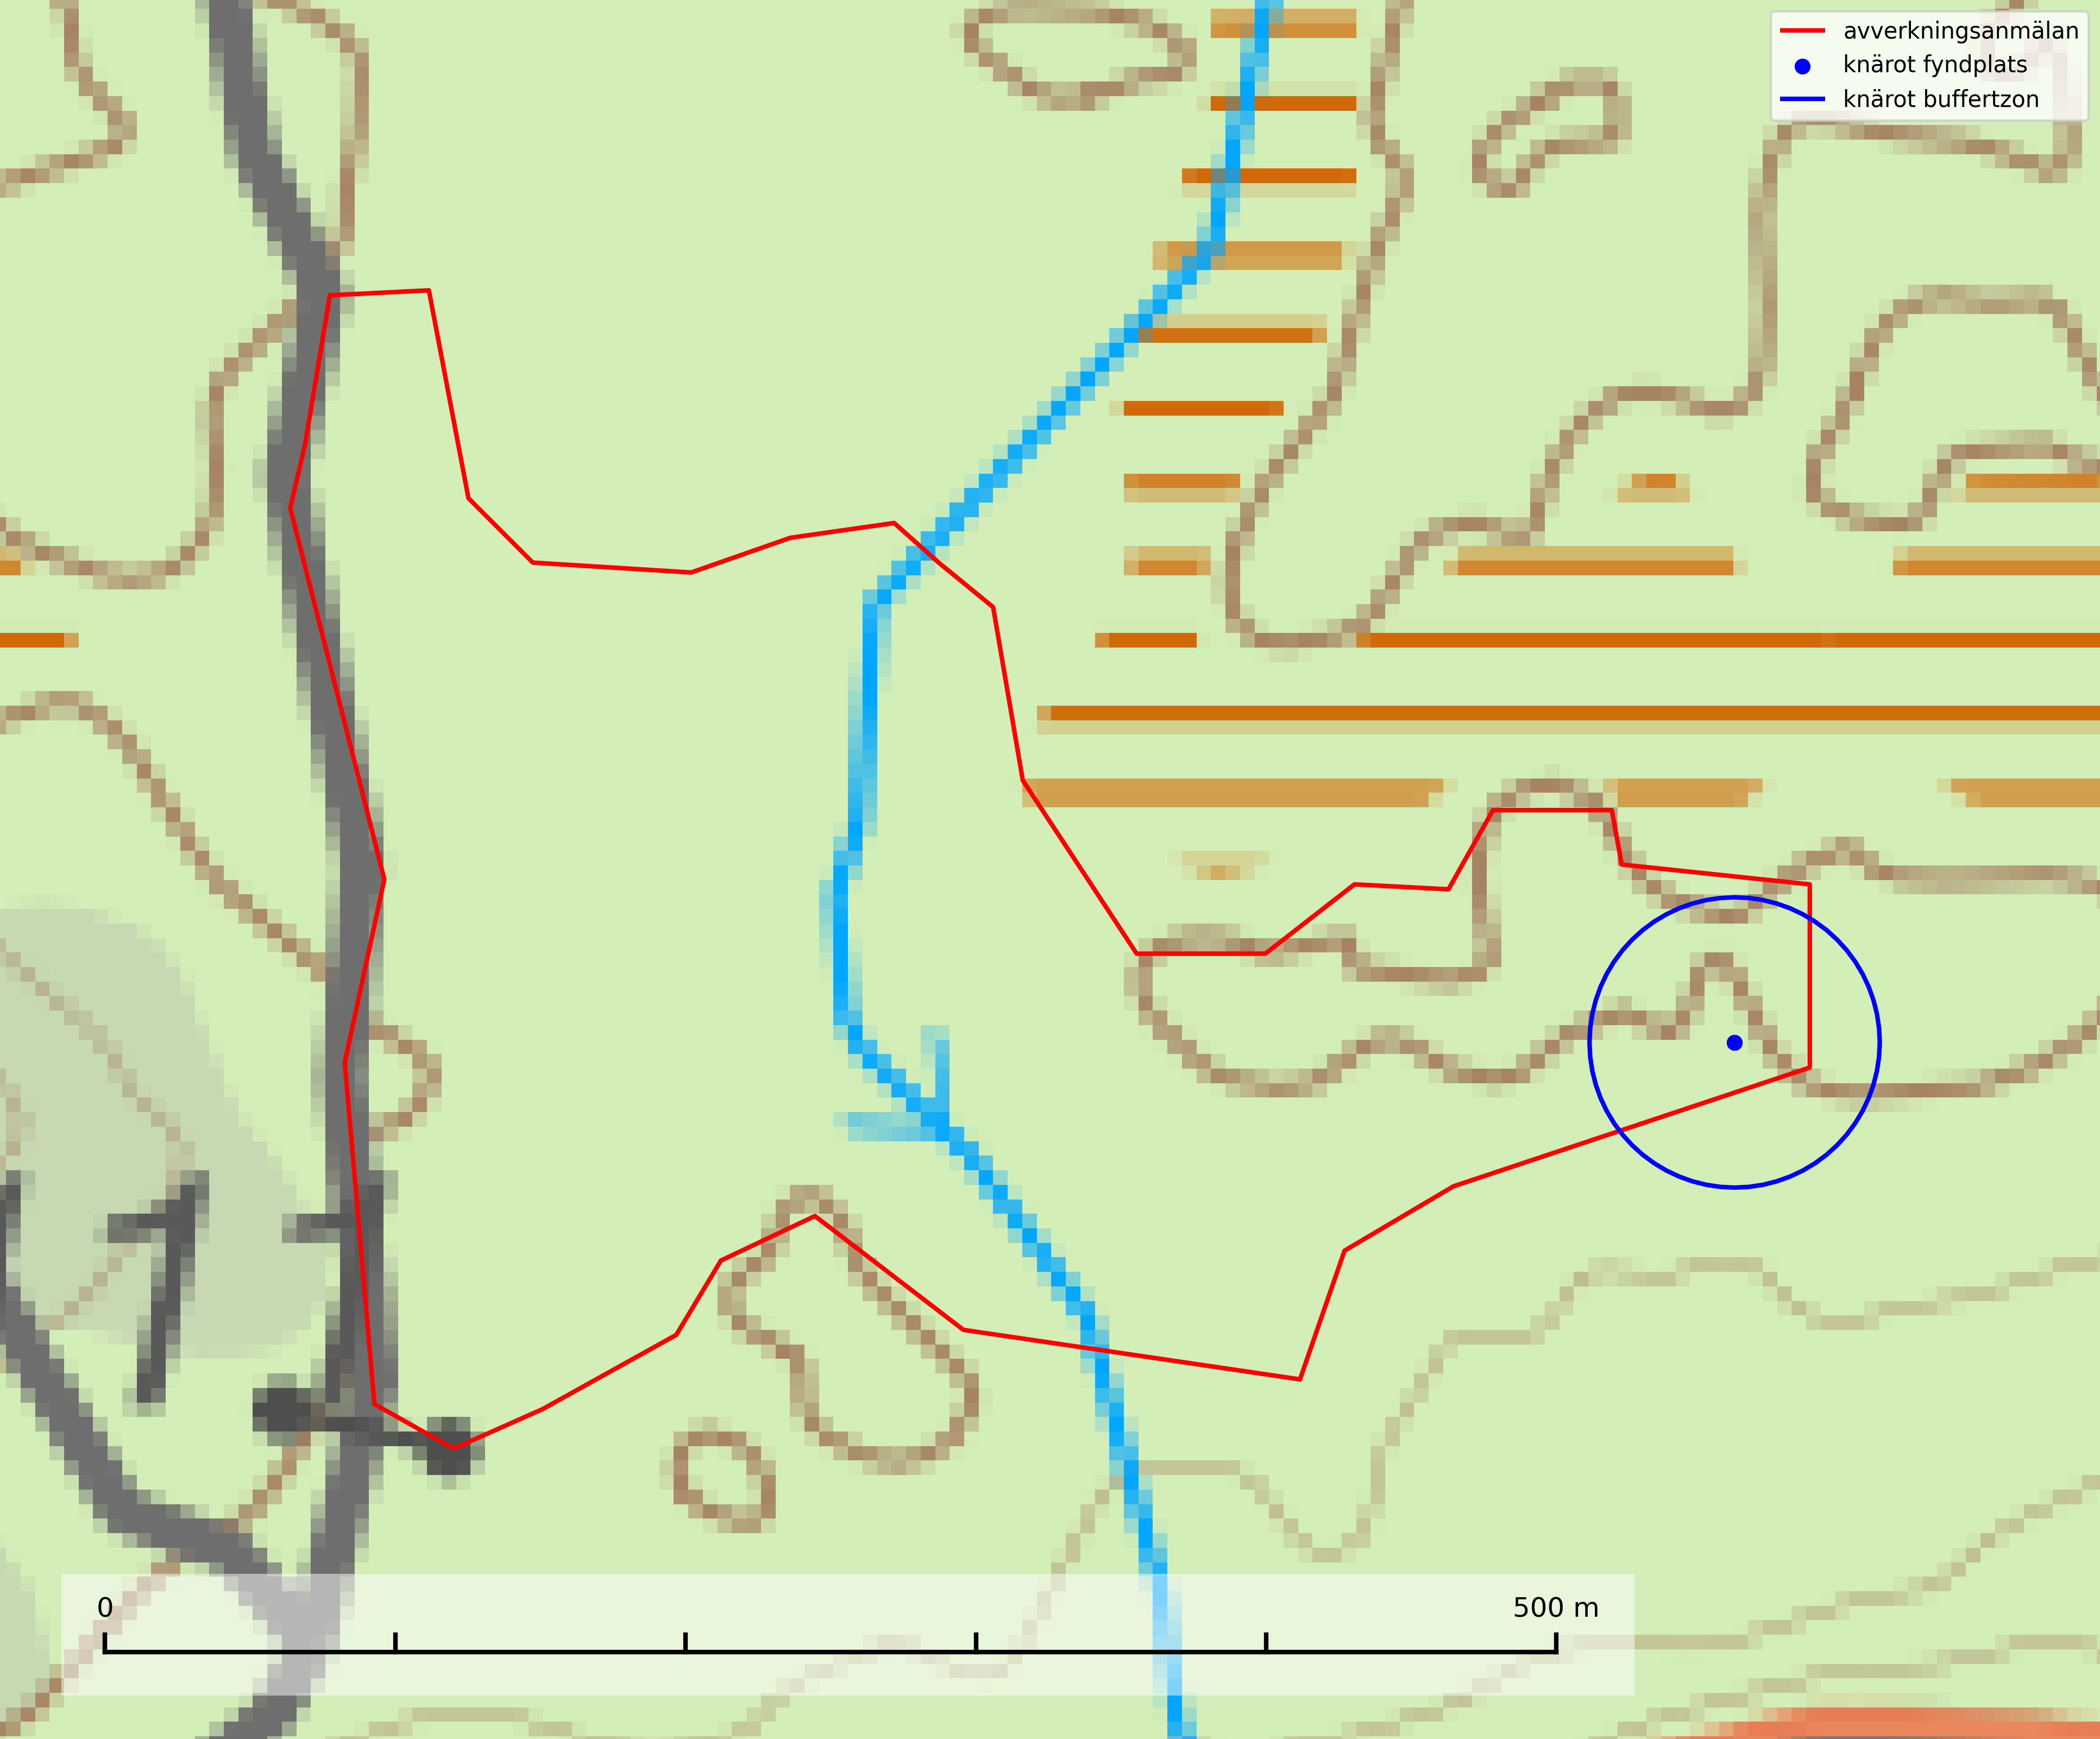 avverkningsanmälan
knärot fyndplats
knärot buffertzon
0 500 m